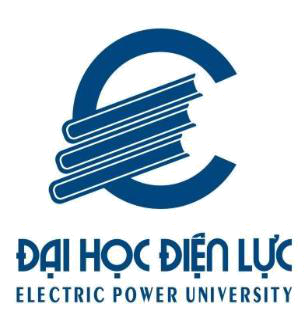 ĐẠI HỌC ĐIỆN LỰC
ELECTRIC POWER UNIVERSITY